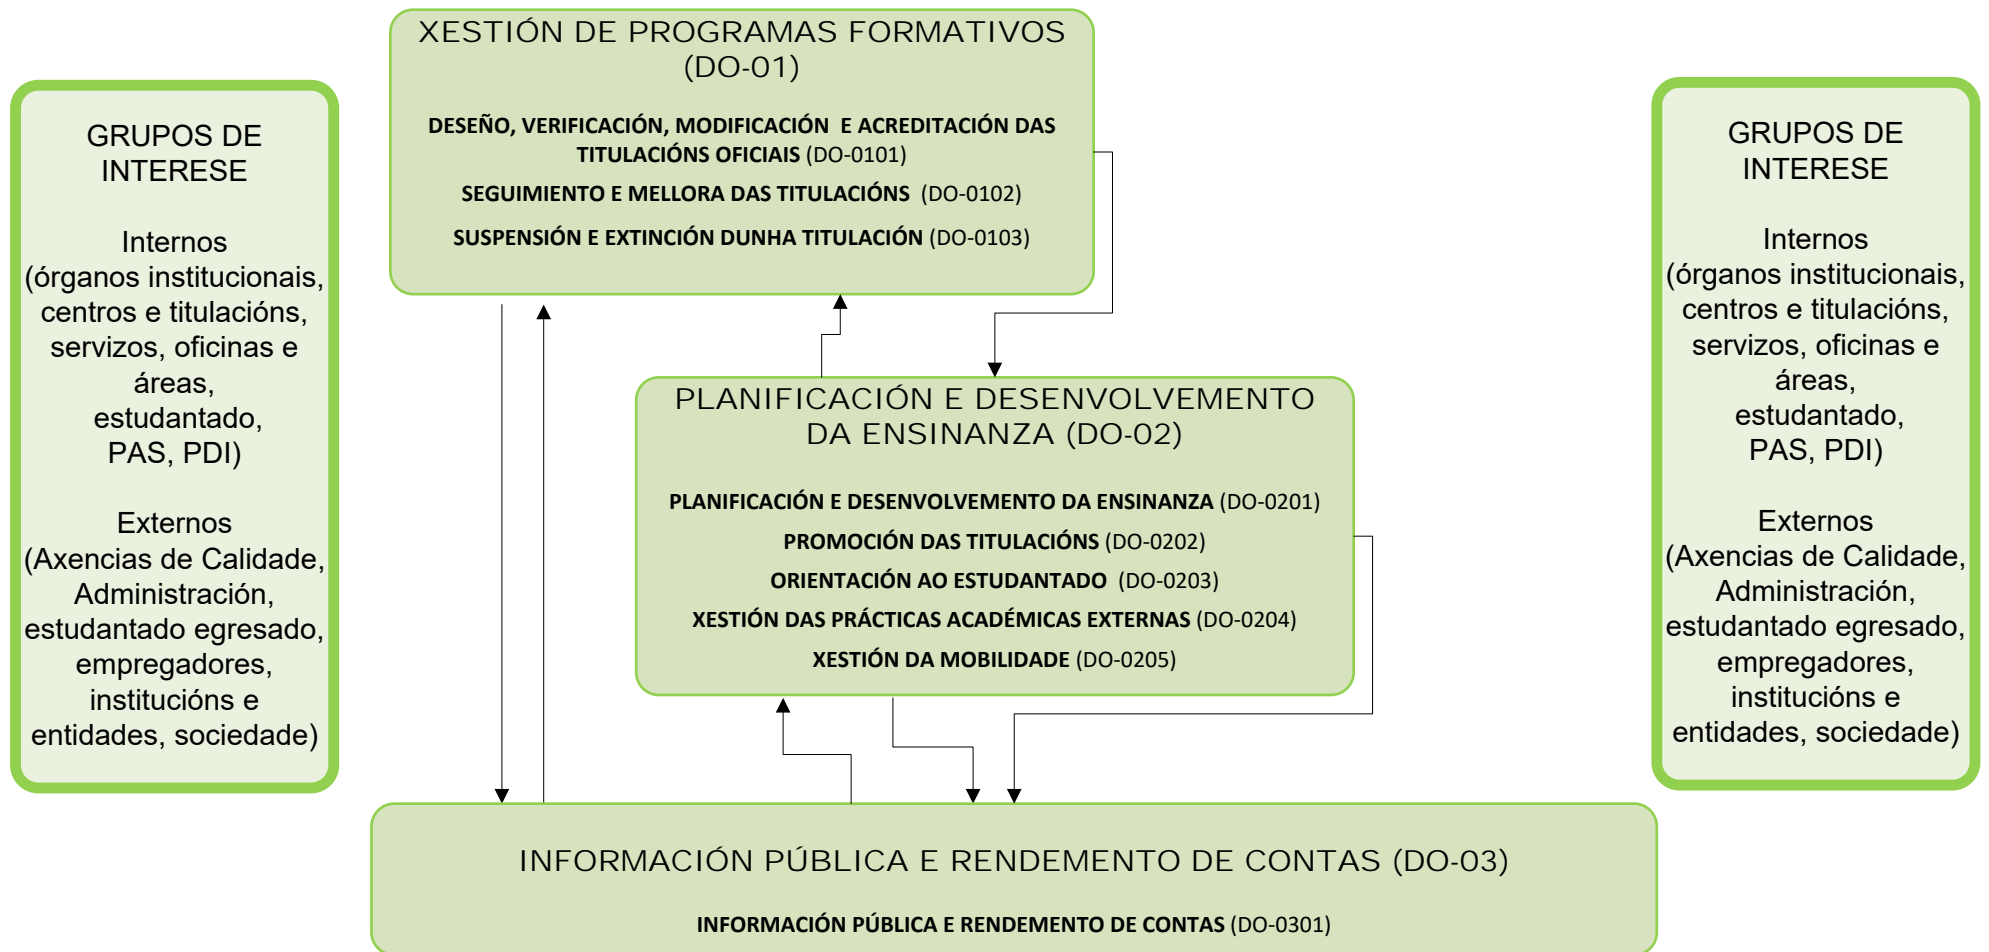 XESTIÓN DE PROGRAMAS FORMATIVOS
(DO-01)
DESEÑO, VERIFICACIÓN, MODIFICACIÓN E ACREDITACIÓN DAS
TITULACIÓNS OFICIAIS (DO-0101)
SEGUIMIENTO E MELLORA DAS TITULACIÓNS (DO-0102)
SUSPENSIÓN E EXTINCIÓN DUNHA TITULACIÓN (DO-0103)
GRUPOS DE
INTERESE
Internos
(órganos institucionais,
centros e titulacións,
servizos, oficinas e
áreas,
estudantado,
PAS, PDI)
Externos
(Axencias de Calidade,
Administración,
estudantado egresado,
empregadores,
institucións e
entidades, sociedade)
PLANIFICACIÓN E DESENVOLVEMENTO
DA ENSINANZA (DO-02)
PLANIFICACIÓN E DESENVOLVEMENTO DA ENSINANZA (DO-0201)
PROMOCIÓN DAS TITULACIÓNS (DO-0202)
ORIENTACIÓN AO ESTUDANTADO (DO-0203)
XESTIÓN DAS PRÁCTICAS ACADÉMICAS EXTERNAS (DO-0204)
XESTIÓN DA MOBILIDADE (DO-0205)
GRUPOS DE
INTERESE
Internos
(órganos institucionais,
centros e titulacións,
servizos, oficinas e
áreas,
estudantado,
PAS, PDI)
Externos
(Axencias de Calidade,
Administración,
estudantado egresado,
empregadores,
institucións e
entidades, sociedade)
INFORMACIÓN PÚBLICA E RENDEMENTO DE CONTAS (DO-03)
INFORMACIÓN PÚBLICA E RENDEMENTO DE CONTAS (DO-0301)